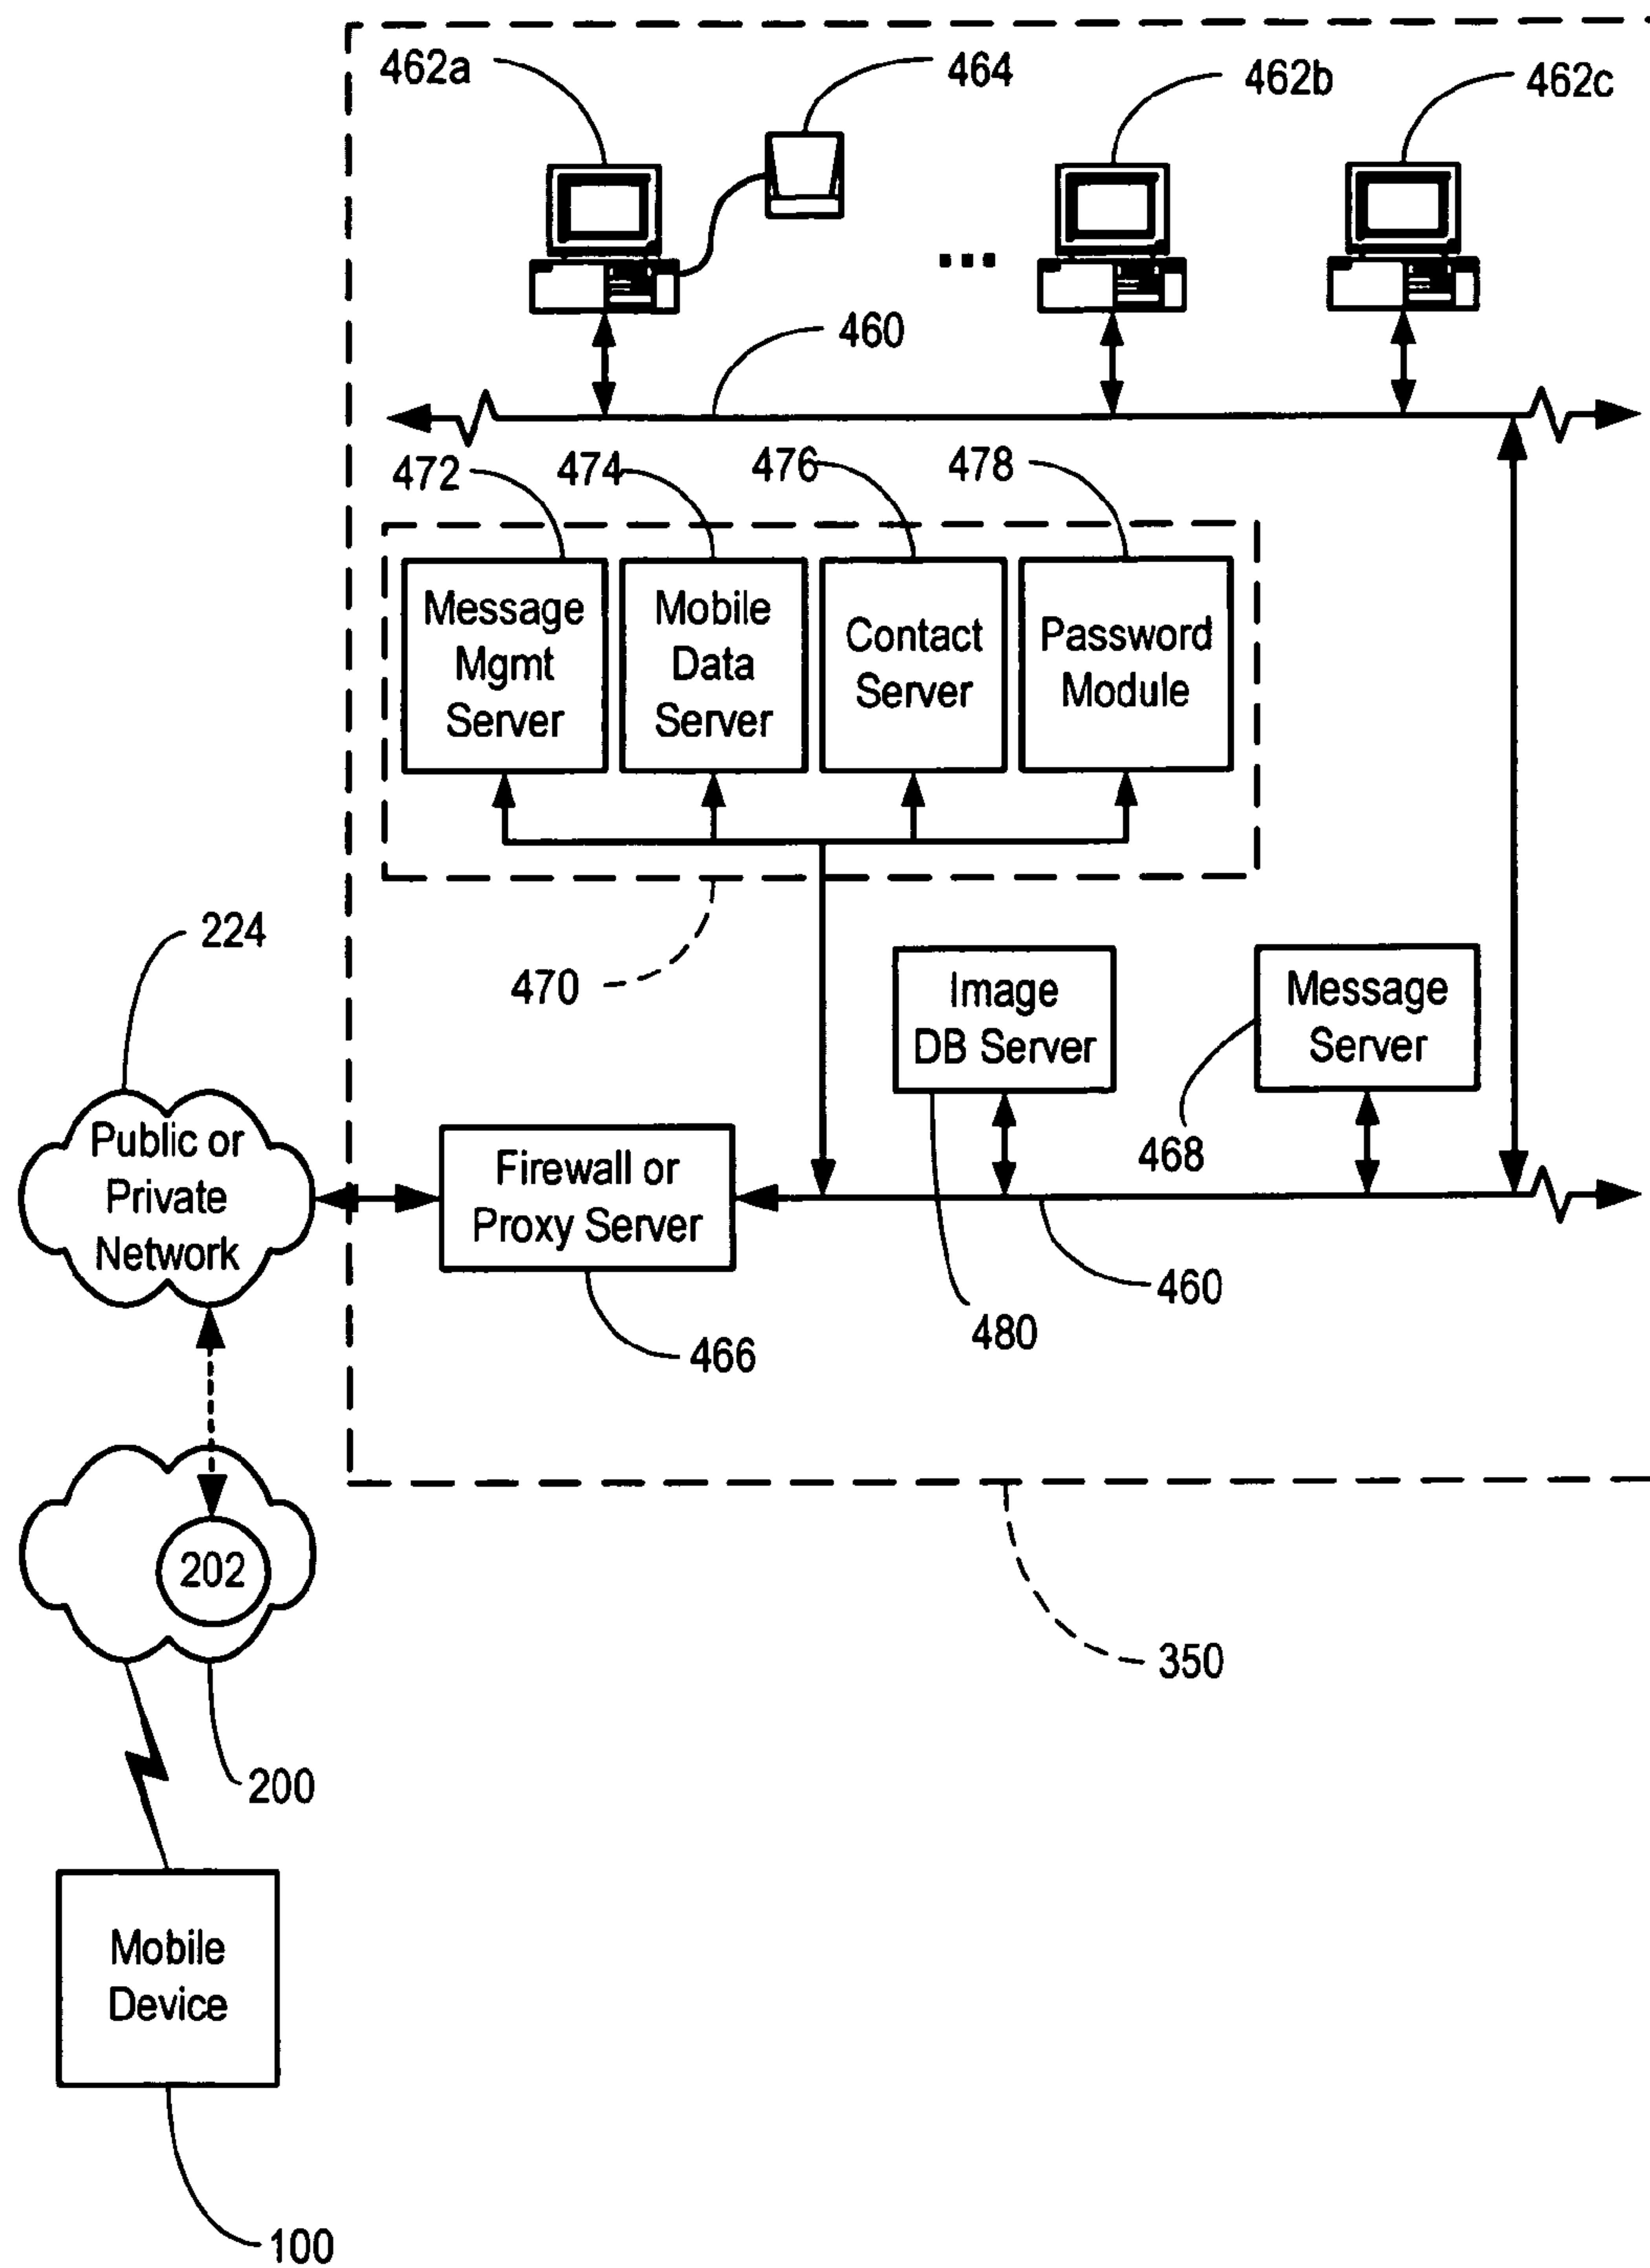 462a
464
462b
462c
460
472
474
476
478
Message
Mgmt
Server
Mobile
Data
Server
Contact
Server
Password
Module
470
224
Image
DB Server
Message
Server
468
Public or
Private
Network
Firewall or
Proxy Server
460
480
466
202
350
200
Mobile
Device
100